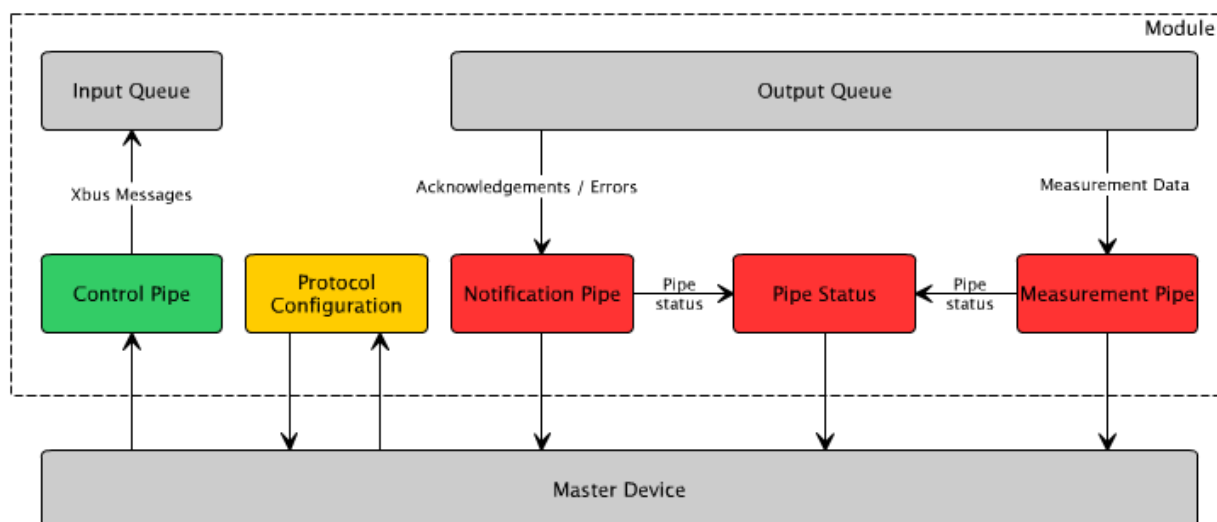 Module
Input Queue
Output Queue
Xbus Messages
Acknowledgements / Errors
Measurement Data
Control Pipe
Protocol
Configuration
Notification Pipe
Pipe
status
Pipe Status
Pipe
status
Measurement Pipe
Master Device